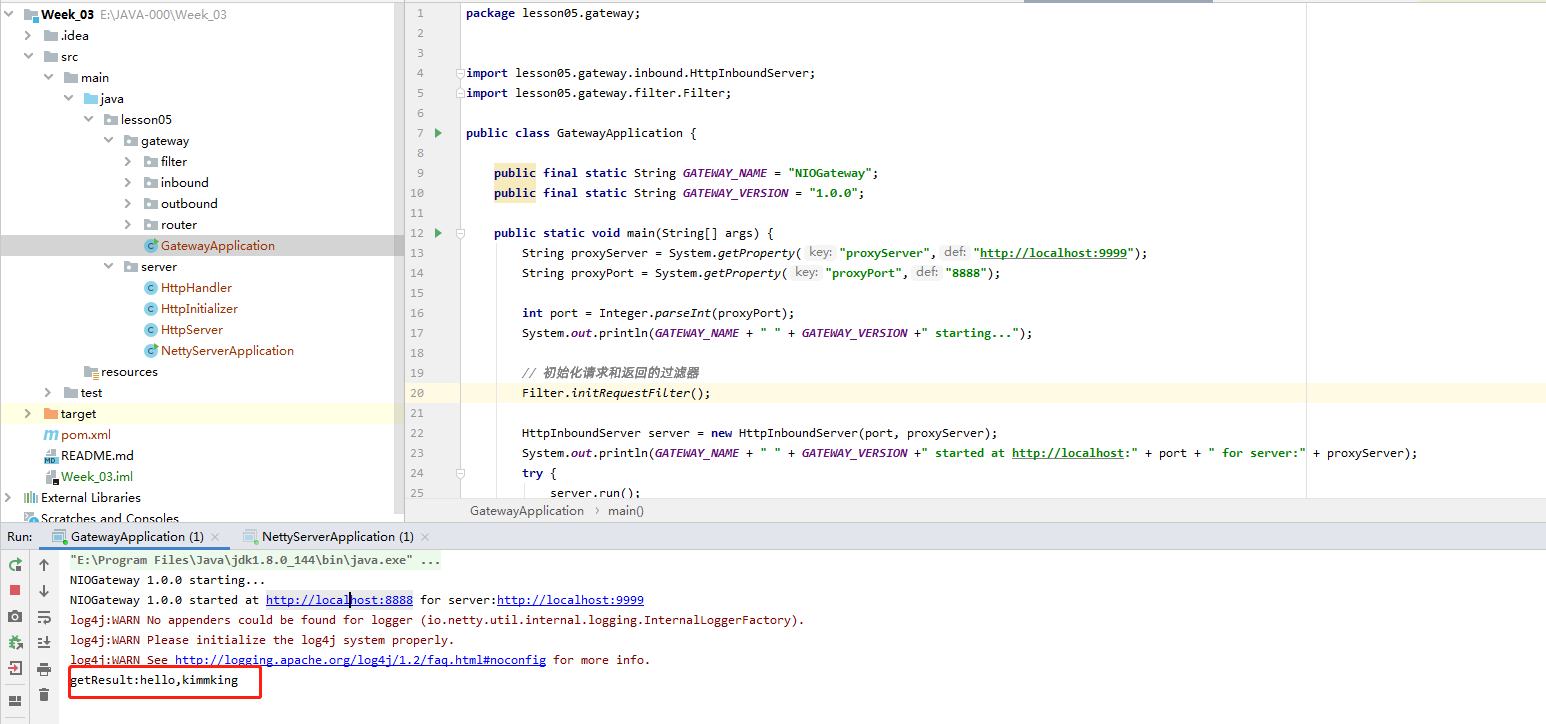 Week_03 E:\JAVA-000\Week_03
.idea
src
main
java
lesson05
gateway
filter
inbound
outbound
router
GatewayApplication
server
HttpHandler
HttpInitializer
HttpServer
NettyServerApplication
resources
test
target
pom.xml
README.md
Week_03.iml
External Libraries
Scratches and Consoles
1 package lesson05.gateway;
2
3
4 import lesson05.gateway.inbound.HttpInboundServer;
5 import lesson05.gateway.filter.Filter;
6
7 public class GatewayApplication {
8
9 public final static String GATEWAY_NAME = "NIOGateway";
10 public final static String GATEWAY_VERSION = "1.0.0";
11
12 public static void main(String[] args) {
13 String proxyServer = System.getProperty( key: "proxyServer", def: "http://localhost:9999");
14 String proxyPort = System.getProperty( key: "proxyPort", def: "8888");
15
16 int port = Integer.parseInt(proxyPort);
17 System.out.println(GATEWAY_NAME + " " + GATEWAY_VERSION +" starting...");
18
19 // 初始化请求和返回的过滤器
20 Filter.initRequestFilter();
21
22 HttpInboundServer server = new HttpInboundServer(port, proxyServer);
23 System.out.println(GATEWAY_NAME + " " + GATEWAY_VERSION +" started at http://localhost:" + port + " for server:" + proxyServer);
24 try {
25 server.run();
GatewayApplication › main()
Run: GatewayApplication (1) × NettyServerApplication (1) ×
"E:\Program Files\Java\jdk1.8.0_144\bin\java.exe" ...
NIOGateway 1.0.0 starting...
NIOGateway 1.0.0 started at http://localhost:8888 for server:http://localhost:9999
log4j:WARN No appenders could be found for logger (io.netty.util.internal.logging.InternalLoggerFactory).
log4j:WARN Please initialize the log4j system properly.
log4j:WARN See http://logging.apache.org/log4j/1.2/faq.html#noconfig for more info.
getResult:hello,kimmking